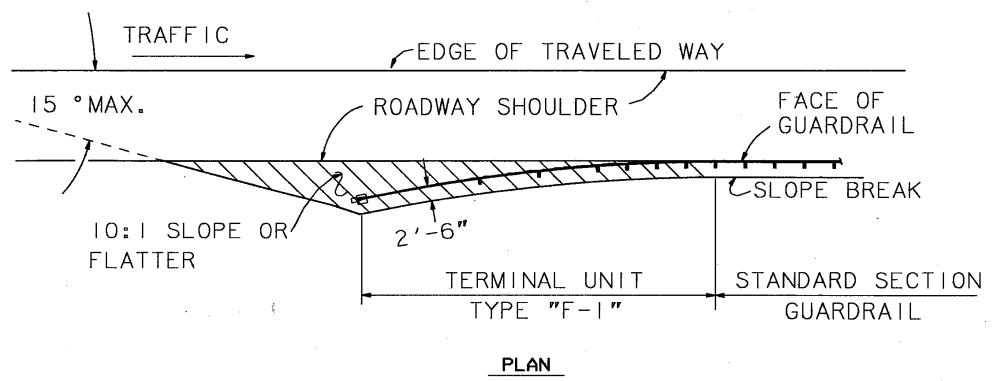 TRAFFIC
EDGE OF TRAVELED WAY
15 °MAX.
ROADWAY SHOULDER
FACE OF
GUARDRAIL
SLOPE BREAK
10:1 SLOPE OR
FLATTER
2'-6"
TERMINAL UNIT
TYPE "F-1"
STANDARD SECTION
GUARDRAIL
PLAN